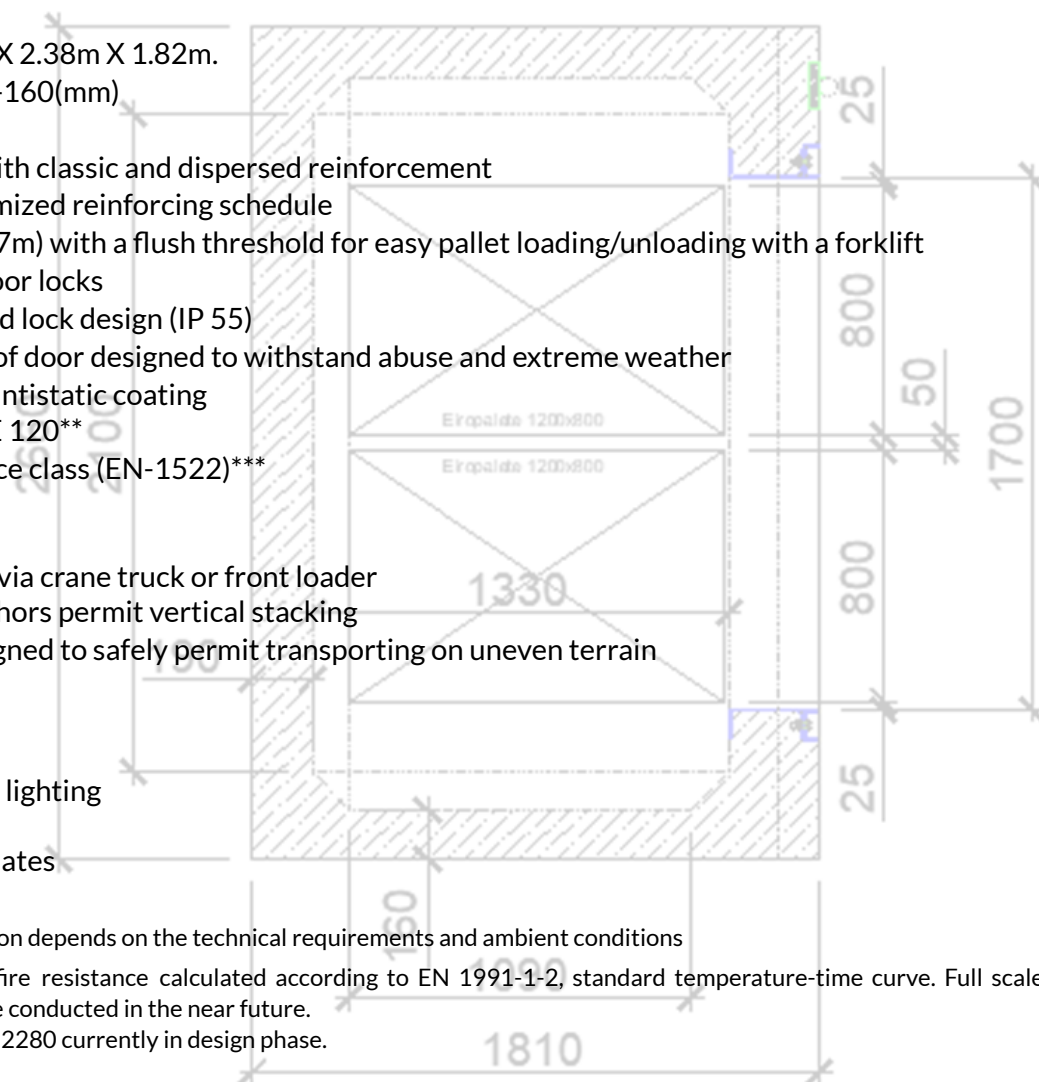 X 2.38m X 1.82m.
-160(mm)
25
ith classic and dispersed reinforcement
mized reinforcing schedule
7m) with a flush threshold for easy pallet loading/unloading with a forklift
oor locks
d lock design (IP 55)
800
of door designed to withstand abuse and extreme weather
50
ntistatic coating
Eiropalate 1200x800
E 120**
2100
1700
ce class (EN-1522)***
Eiropalate 1200x800
via crane truck or front loader
1330
800
hors permit vertical stacking
gned to safely permit transporting on uneven terrain
190
lighting
25
ates
160
on depends on the technical requirements and ambient conditions
fire resistance calculated according to EN 1991-1-2, standard temperature-time curve. Full scale
1090
e conducted in the near future.
2280 currently in design phase.
1810